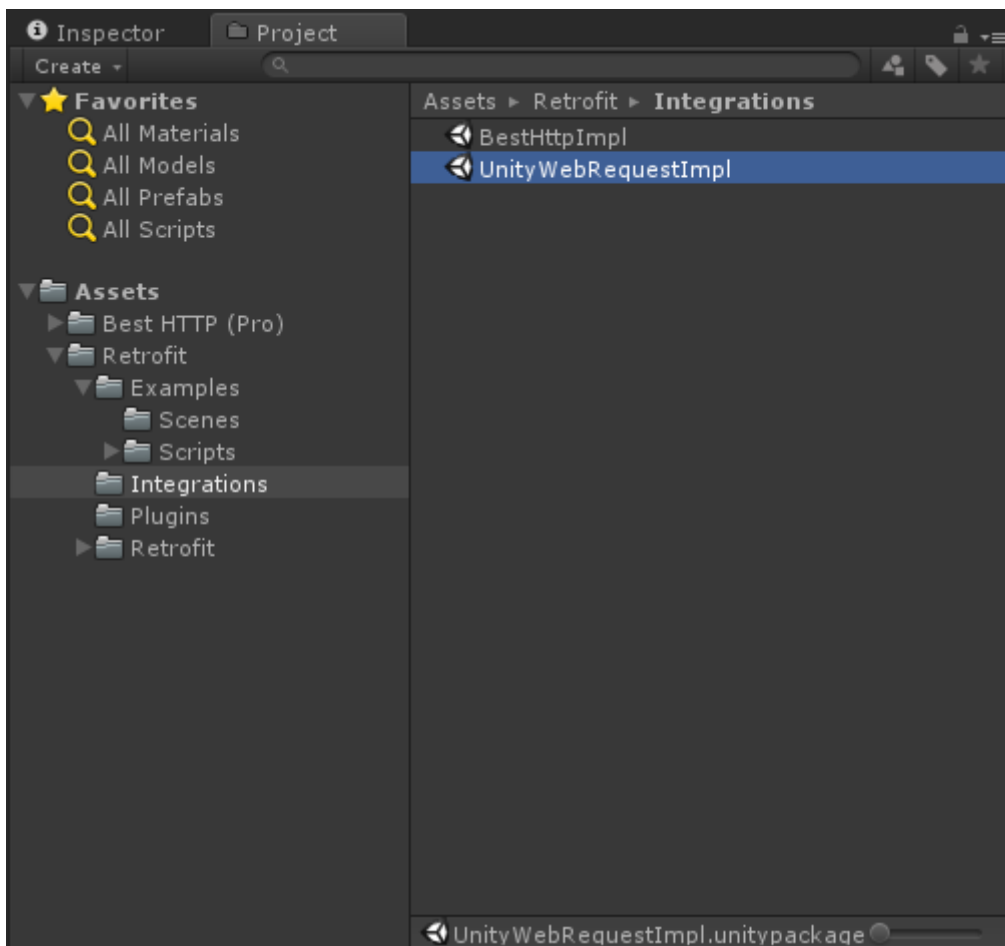 Inspector Project
Create
Favorites
All Materials
All Models
All Prefabs
All Scripts
Assets
Best HTTP (Pro)
Retrofit
Examples
Scenes
Scripts
Integrations
Plugins
Retrofit
Assets ▸ Retrofit ▸ Integrations
BestHttpImpl
UnityWebRequestImpl
UnityWebRequestImpl.unitypackage